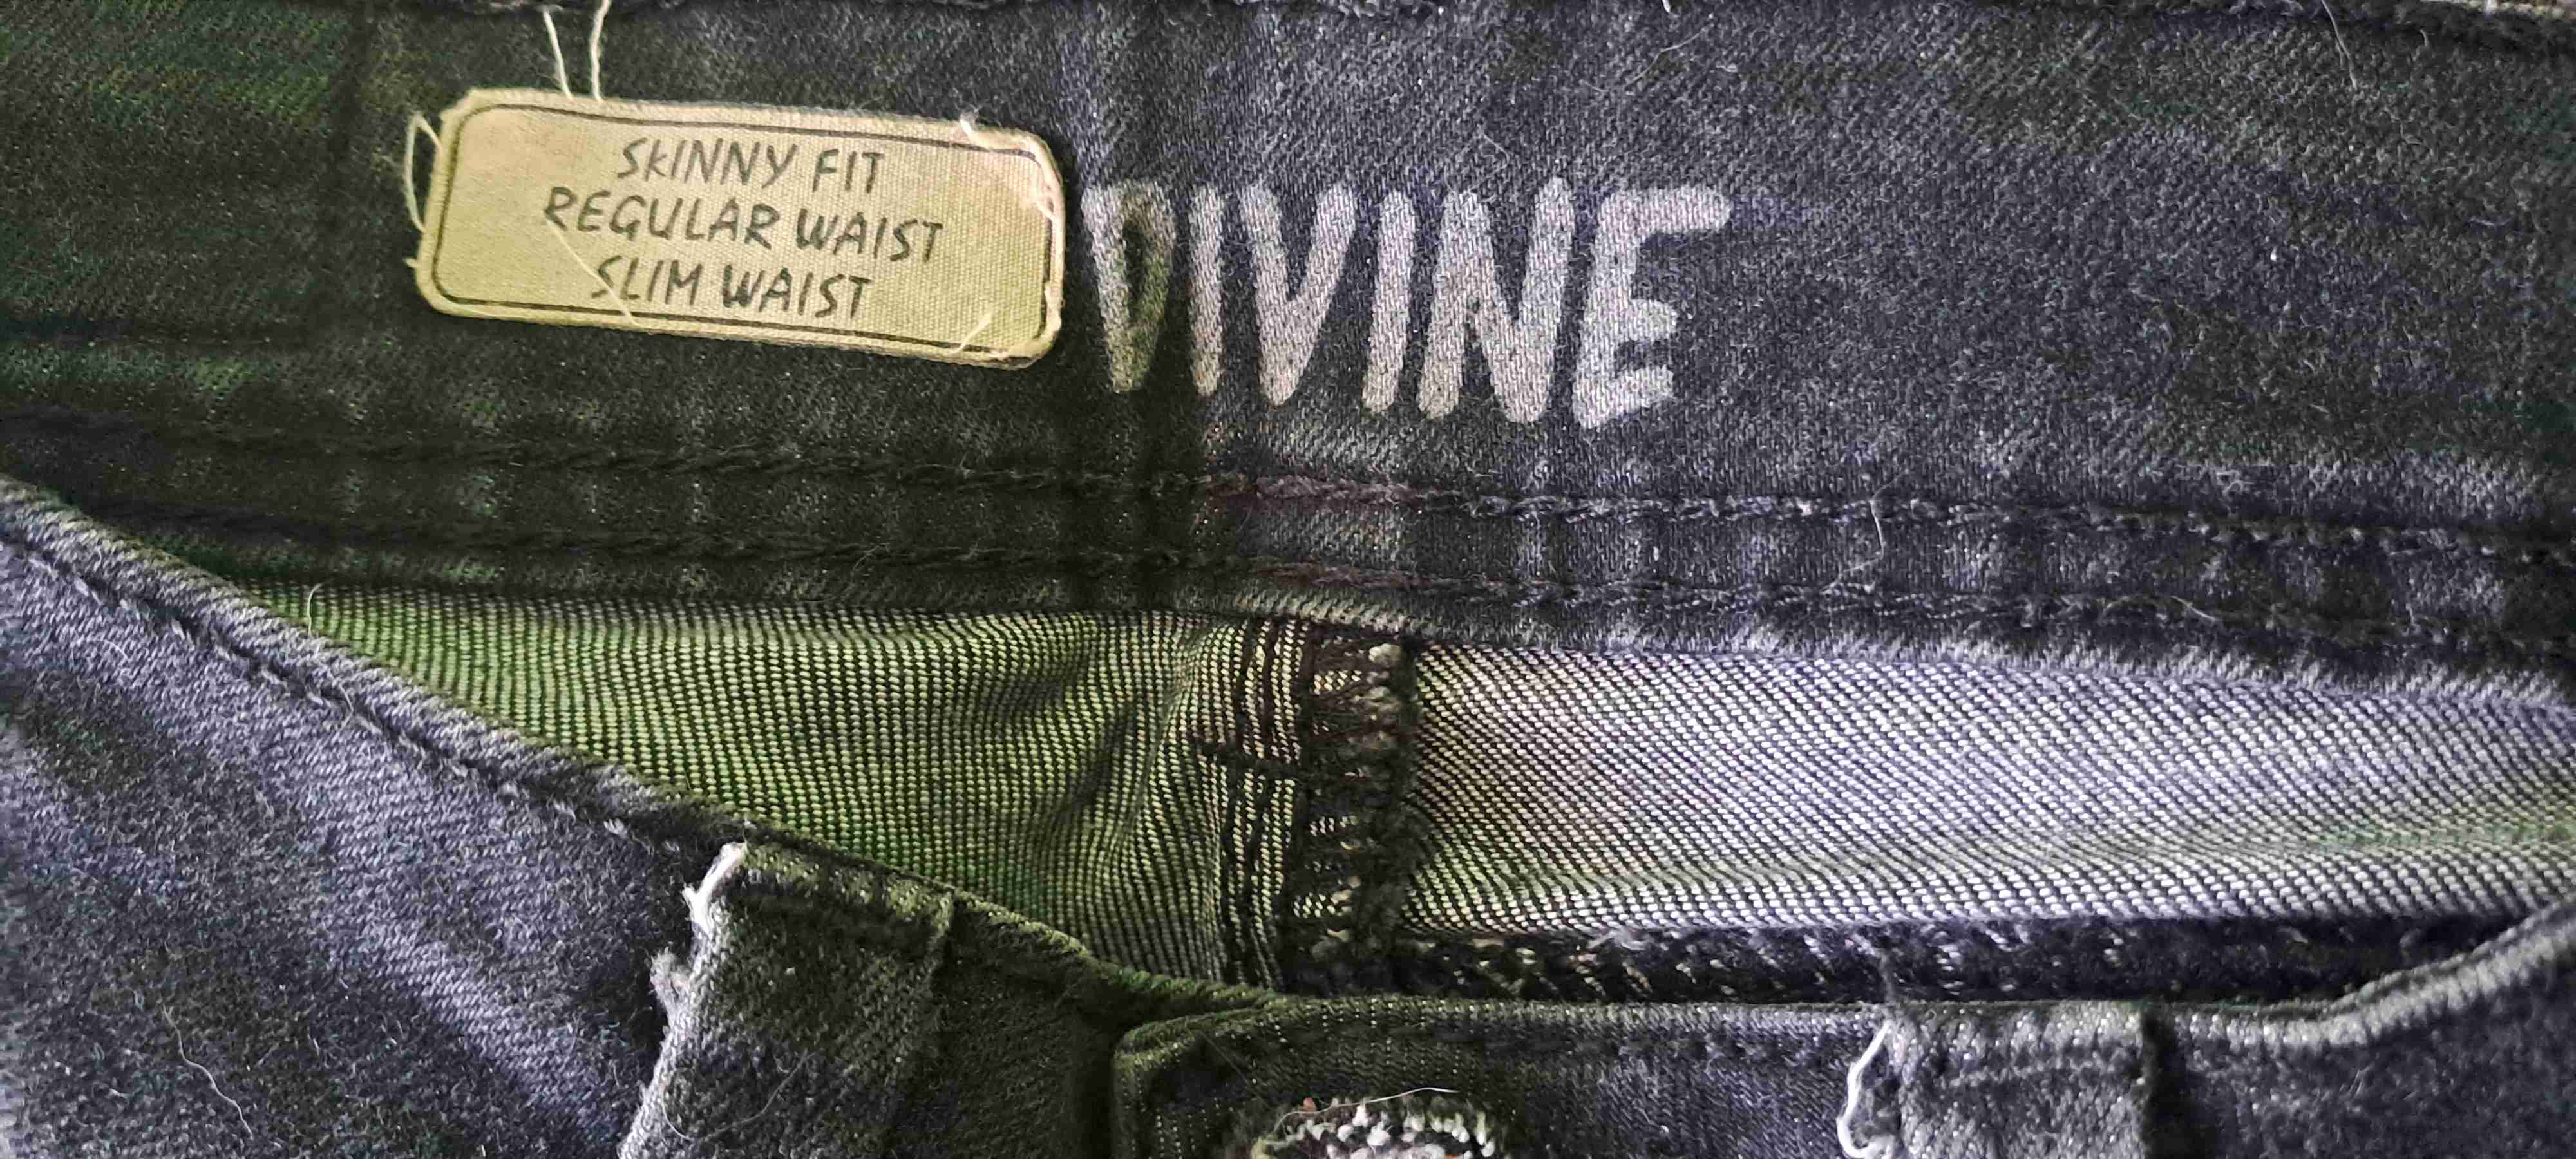 SKINNY FIT
REGULAR WAIST
SLIM WAIST
DIVINE